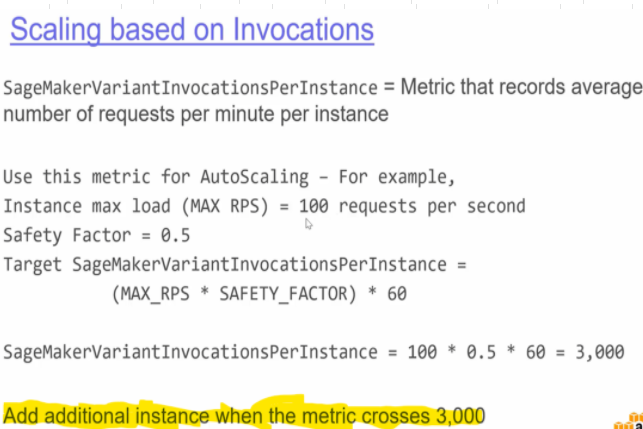 Scaling based on Invocations
SageMakerVariantInvocationsPerInstance = Metric that records average
number of requests per minute per instance
Use this metric for AutoScaling – For example,
Instance max load (MAX RPS) = 100 requests per second
Safety Factor = 0.5
Target SageMakerVariantInvocationsPerInstance =
(MAX_RPS * SAFETY_FACTOR) * 60
SageMakerVariantInvocationsPerInstance = 100 * 0.5 * 60 = 3,000
Add additional instance when the metric crosses 3,000